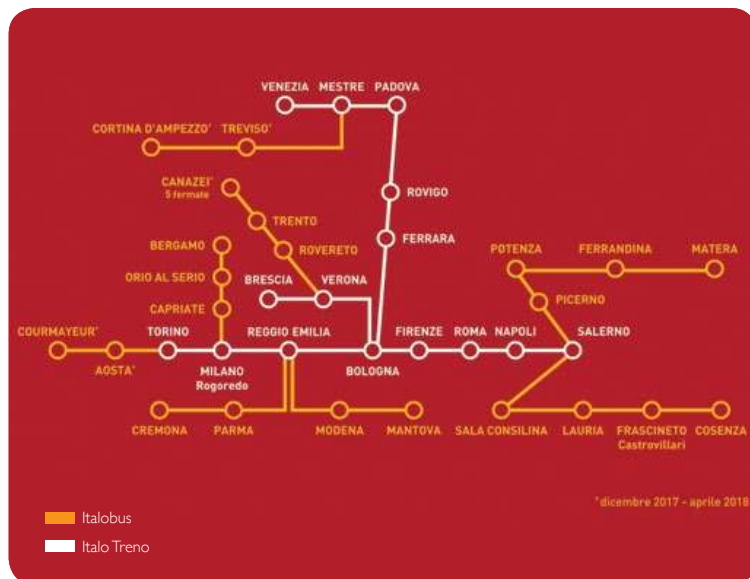 VENEZIA MESTRE PADOVA
CORTINA D'AMPEZZO* TREVISO*
CANAZEI*
5 fermate
ROVIGO
TRENTO
FERRARA
BERGAMO
ROVERETO
POTENZA FERRANDINA MATERA
ORIO AL SERIO
BRESCIA VERONA
PICERNO
CAPRIATE
COURMAYEUR* TORINO REGGIO EMILIA FIRENZE ROMA NAPOLI SALERNO
AOSTA* MILANO BOLOGNA
Rogoredo
CREMONA PARMA MODENA MANTOVA SALA CONSILINA LAURIA FRASCINETO COSENZA
Castrovillari
*dicembre 2017 - aprile 2018
Italobus
Italo Treno